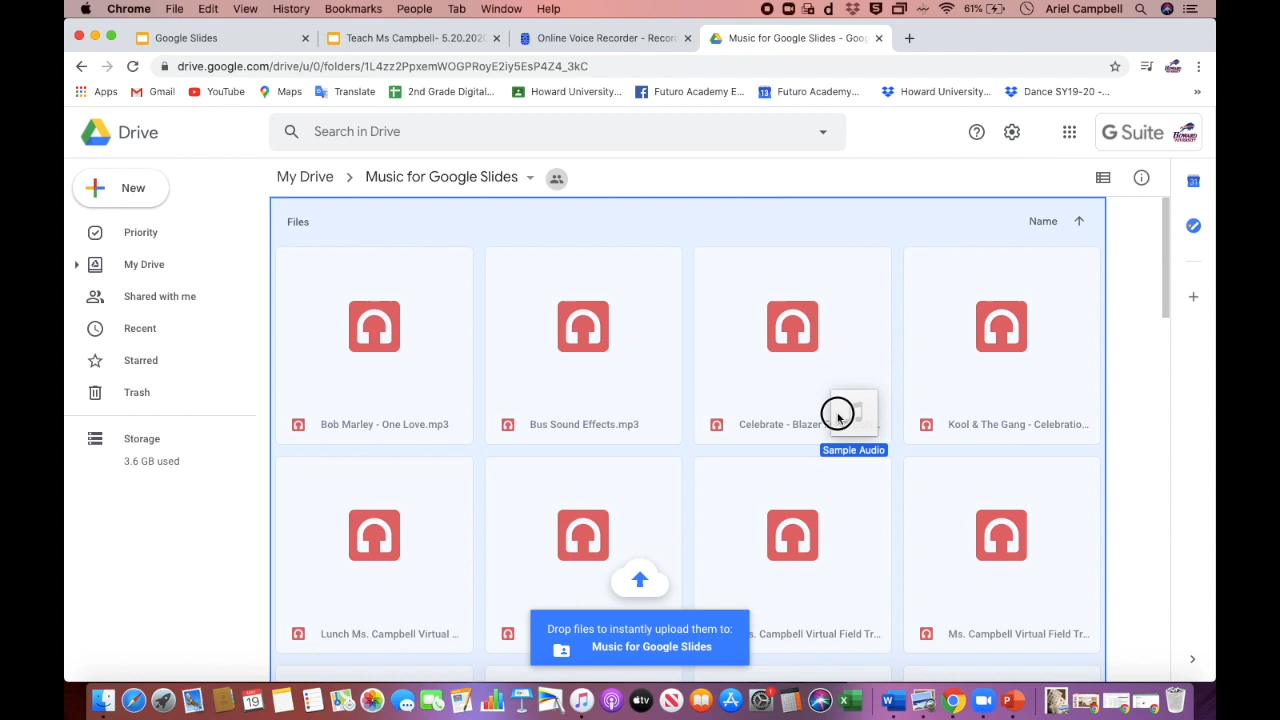 Chrome File Edit View History Bookmarks People Tab Window Help 61% Ariel Campbell
Google Slides Teach Ms Campbell- 5.20.202 Online Voice Recorder - Recor Music for Google Slides - Goog
drive.google.com/drive/u/0/folders/1L4zz2PpxemWOGPRoyE2iy5EsP4Z4_3kC
Apps Gmail YouTube Maps Translate 2nd Grade Digital... Howard University... Futuro Academy E... 13 Futuro Academy... Howard University... Dance SY19-20 -... »
Drive Search in Drive G Suite
My Drive > Music for Google Slides
New
Files Name
Priority
My Drive
Shared with me
Recent
Starred
Trash
Storage
3.6 GB used
Bob Marley - One Love.mp3 Bus Sound Effects.mp3 Celebrate - Blazer Kool & The Gang - Celebratio...
Sample Audio
Lunch Ms. Campbell Virtual ... s. Campbell Virtual Field Tr... Ms. Campbell Virtual Field Tr...
Drop files to instantly upload them to:
Music for Google Slides